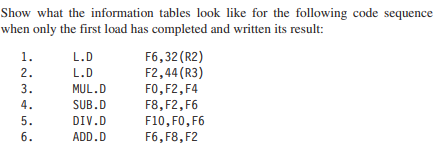 Show what the information tables look like for the following code sequence
when only the first load has completed and written its result:
1. L.D F6,32(R2)
2. L.D F2,44(R3)
3. MUL.D F0,F2,F4
4. SUB.D F8,F2,F6
5. DIV.D F10,F0,F6
6. ADD.D F6,F8,F2